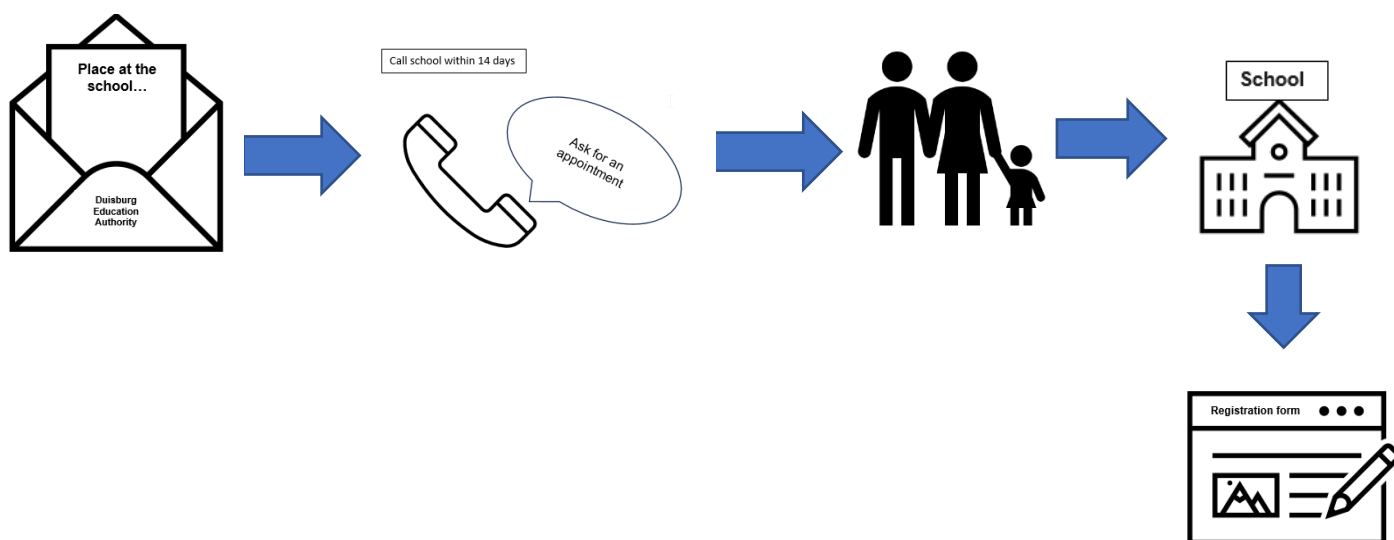 Place at the
school…
Duisburg
Education
Authority
Call school within 14 days
Ask for an
appointment
School
Registration form